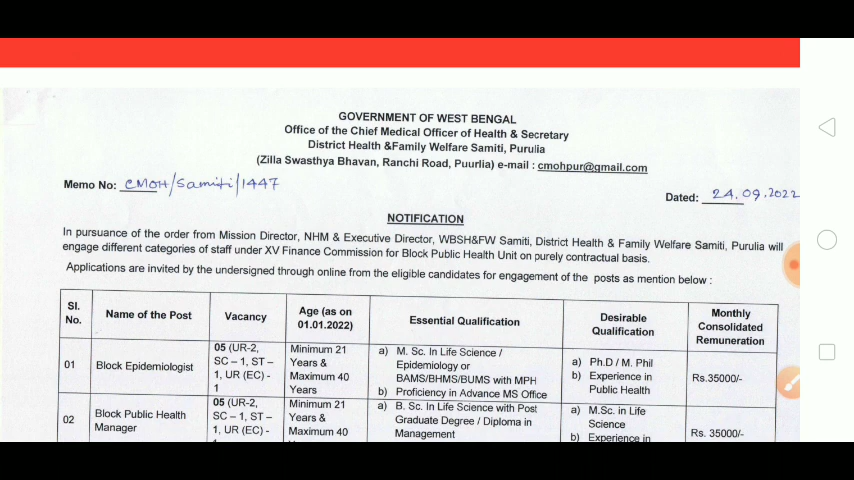 GOVERNMENT OF WEST BENGAL
Office of the Chief Medical Officer of Health & Secretary
District Health &Family Welfare Samiti, Purulia
(Zilla Swasthya Bhavan, Ranchi Road, Puurlia) e-mail : cmohpur@gmail.com
Memo No: CMOH/Samiti/1447
Dated: 24.09.2022
NOTIFICATION
In pursuance of the order from Mission Director, NHM & Executive Director, WBSH&FW Samiti, District Health & Family Welfare Samiti, Purulia will
engage different categories of staff under XV Finance Commission for Block Public Health Unit on purely contractual basis.
Applications are invited by the undersigned through online from the eligible candidates for engagement of the posts as mention below :
Sl. No.
Name of the Post
Vacancy
Age (as on 01.01.2022)
Essential Qualification
Desirable Qualification
Monthly Consolidated Remuneration
01
Block Epidemiologist
05 (UR-2,
SC – 1, ST –
1, UR (EC) -
1
Minimum 21
Years &
Maximum 40
Years
a) M. Sc. In Life Science /
Epidemiology or
BAMS/BHMS/BUMS with MPH
b) Proficiency in Advance MS Office
a) Ph.D / M. Phil
b) Experience in
Public Health
Rs.35000/-
02
Block Public Health
Manager
05 (UR-2,
SC – 1, ST –
1, UR (EC) -
Minimum 21
Years &
Maximum 40
a) B. Sc. In Life Science with Post
Graduate Degree / Diploma in
Management
a) M.Sc. in Life
Science
b) Experience in
Rs. 35000/-